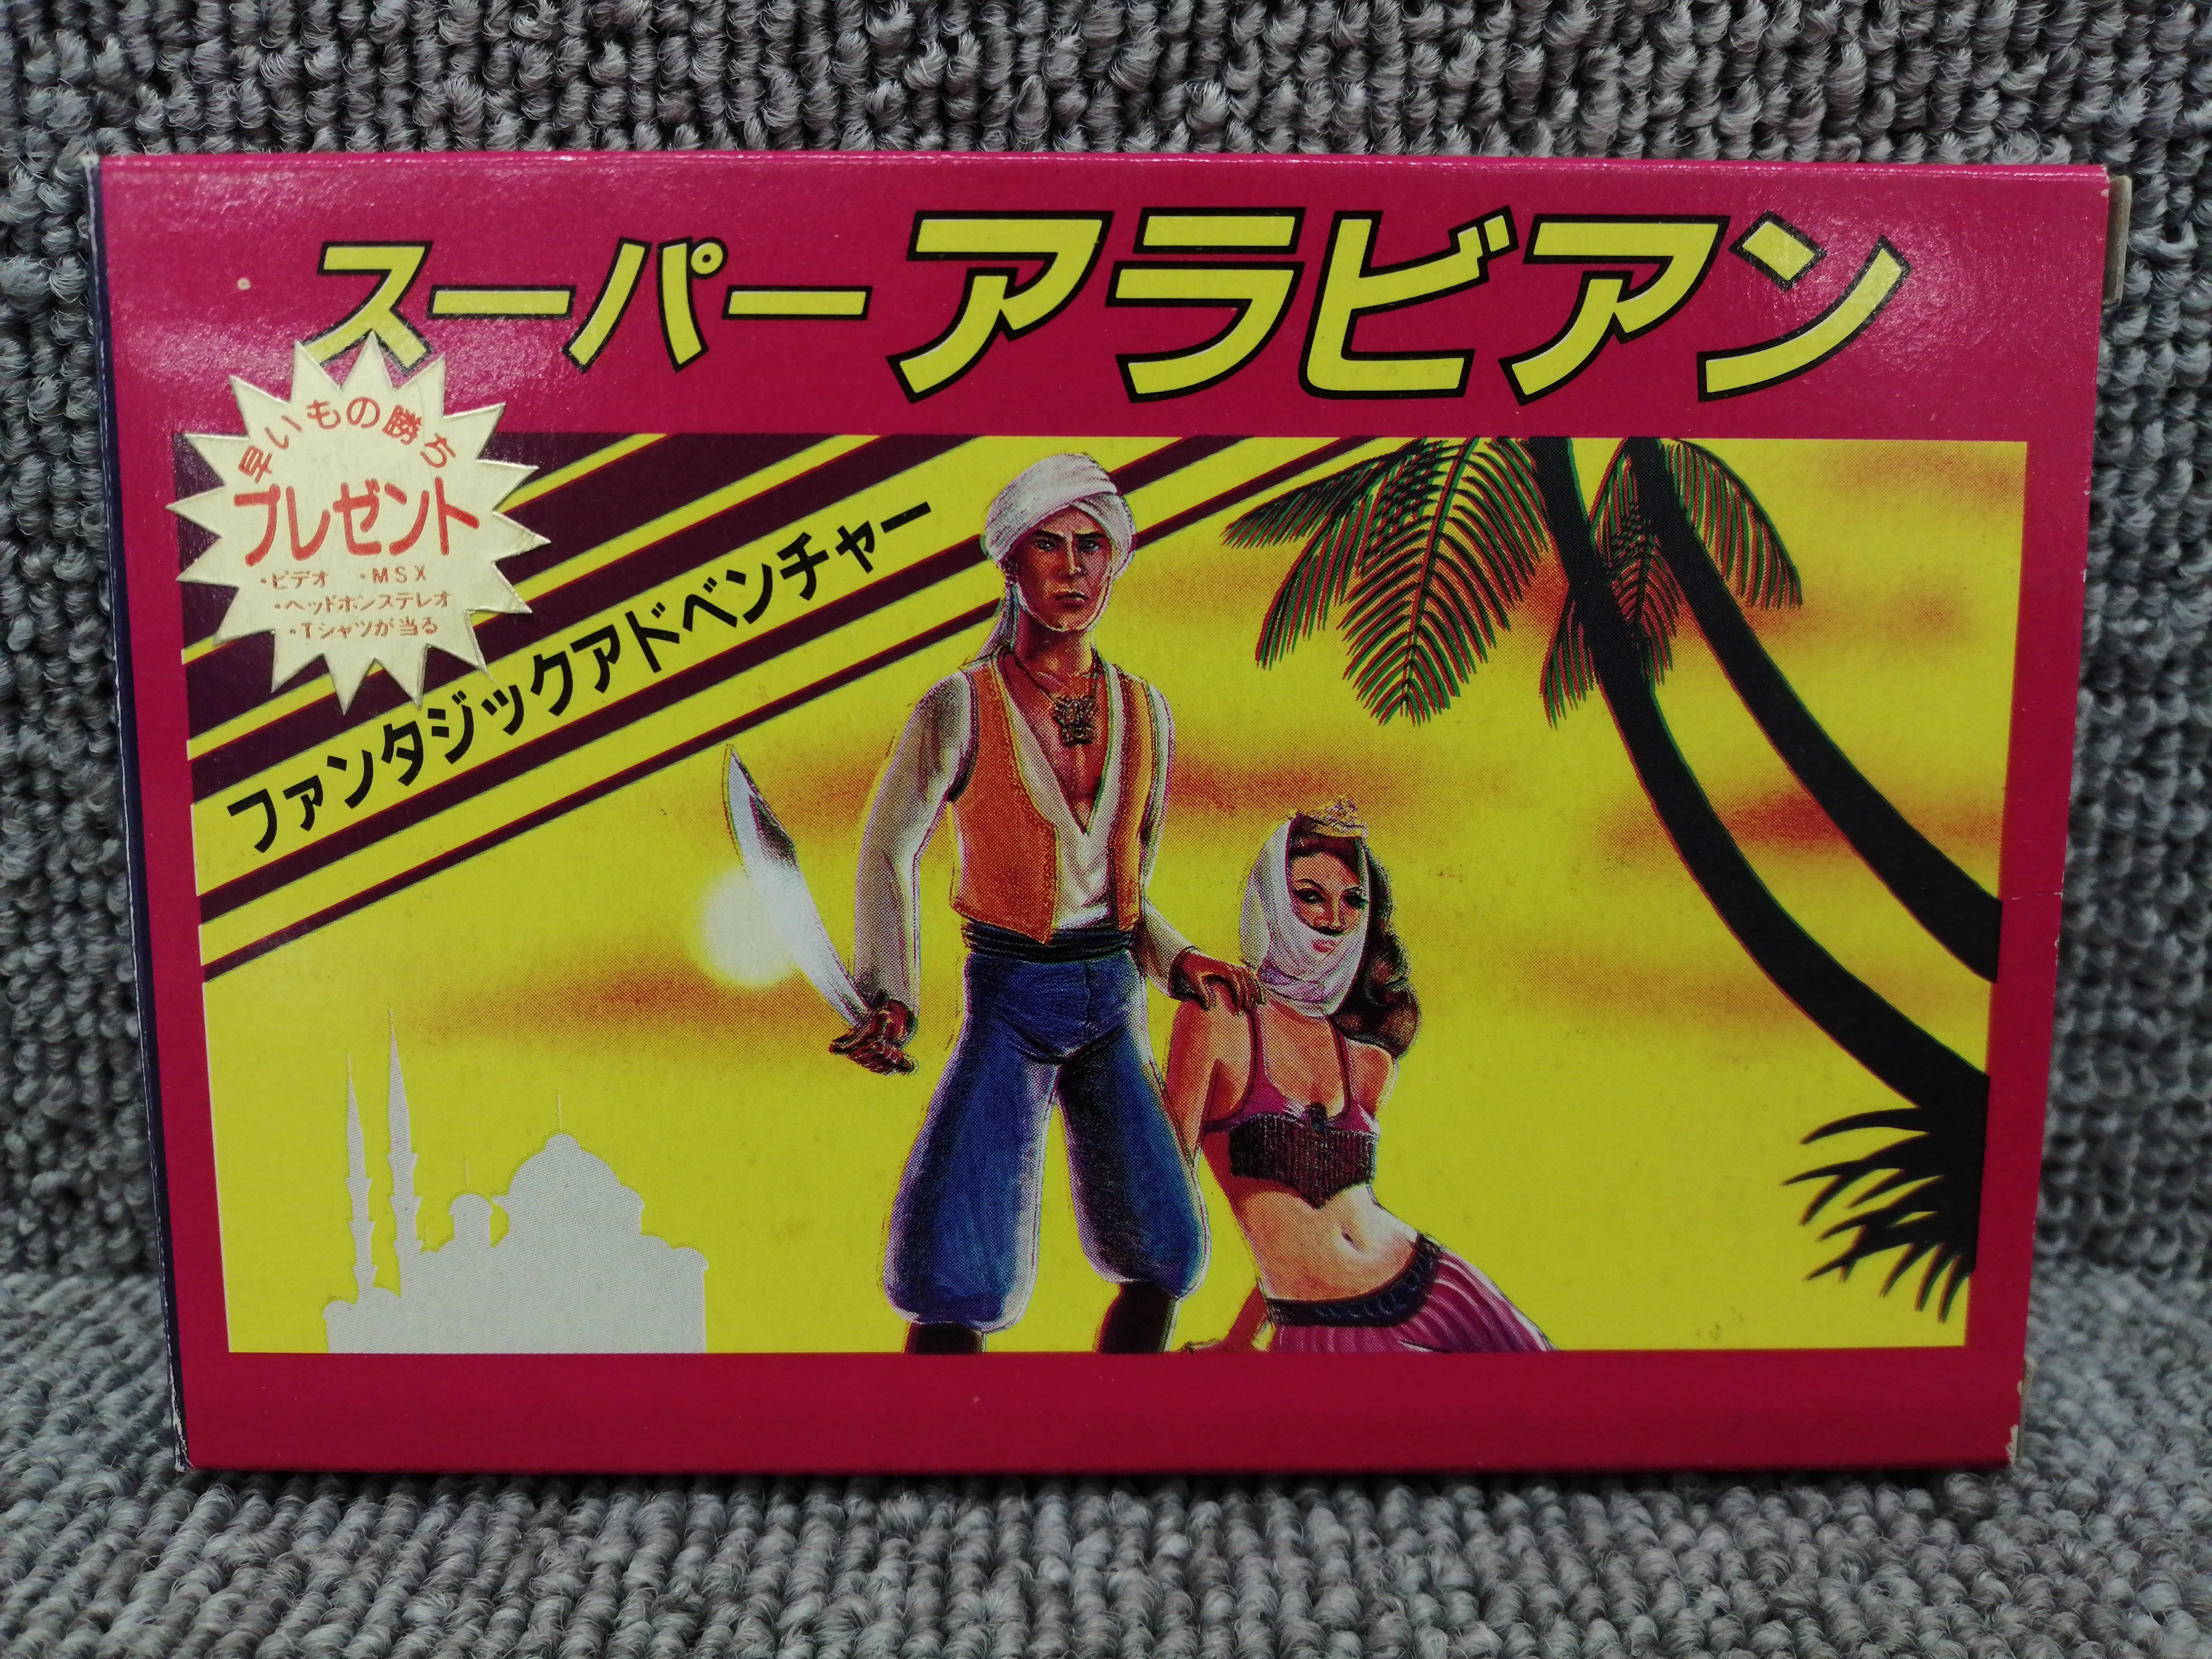 スーパーアラビアン
早いもの勝ち
プレゼント
・ビデオ ・MSX
・ヘッドホンステレオ
・Tシャツが当る
ファンタジックアドベンチャー